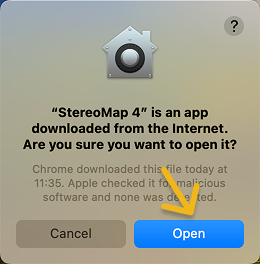 ?
“StereoMap 4” is an app
downloaded from the Internet.
Are you sure you want to open it?
Chrome downloaded this file today at
11:35. Apple checked it for malicious
software and none was detected.
Cancel
Open